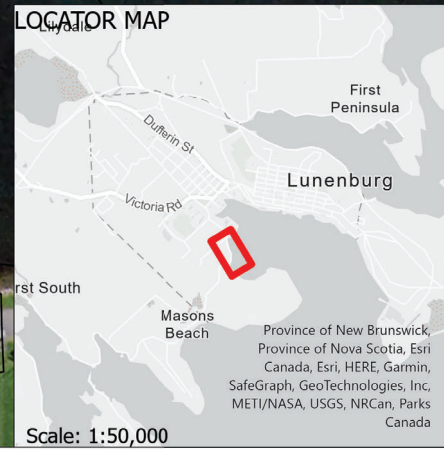 LOCATOR MAP
Lilydale
First
Peninsula
Dufferin St
Lunenburg
Victoria Rd
rst South
Masons
Beach
Province of New Brunswick,
Province of Nova Scotia, Esri
Canada, Esri, HERE, Garmin,
SafeGraph, GeoTechnologies, Inc,
METI/NASA, USGS, NRCan, Parks
Canada
Scale: 1:50,000